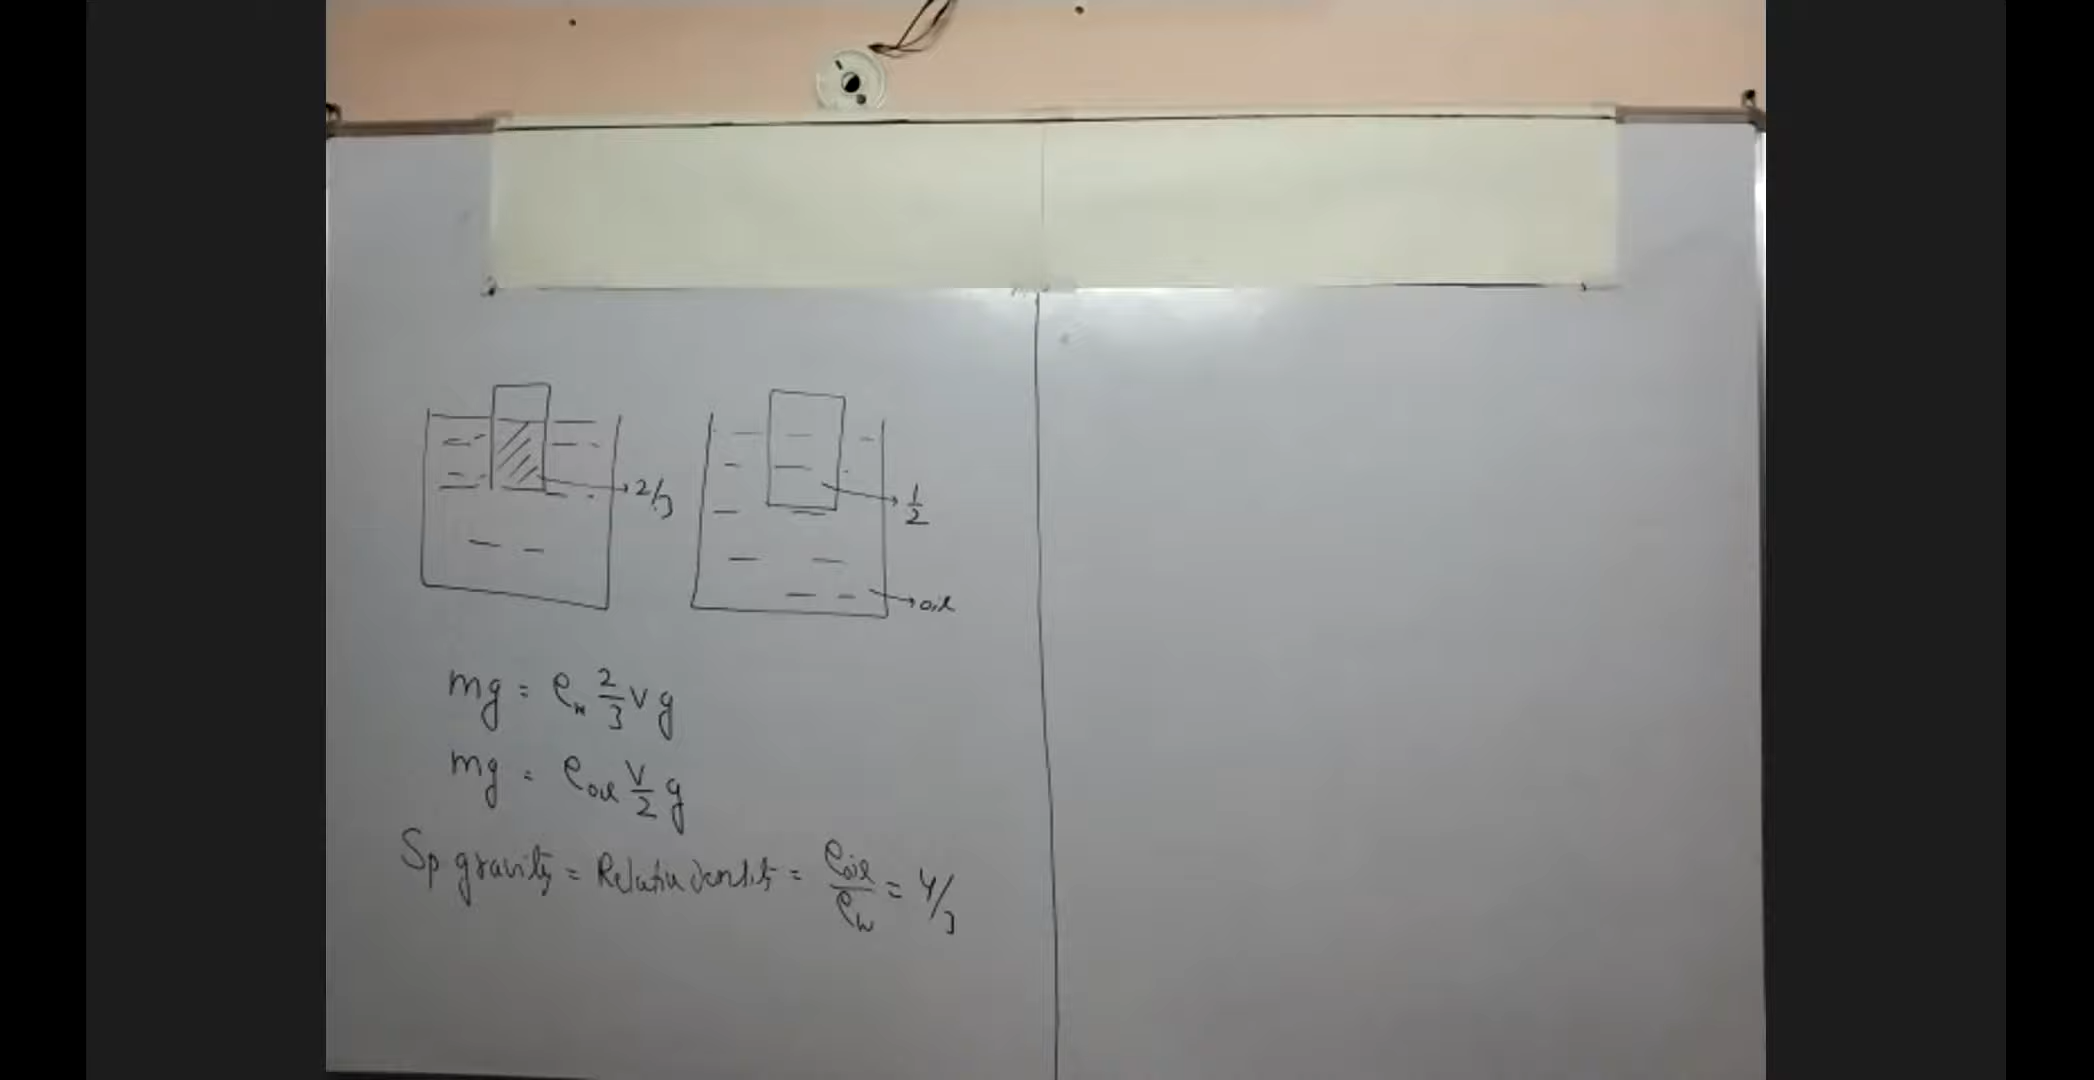 2/3
1/2
oil
mg = ρw 2/3 V g
mg = ρoil V/2 g
Sp gravity = Relative density = ρoil/ρw = 4/3